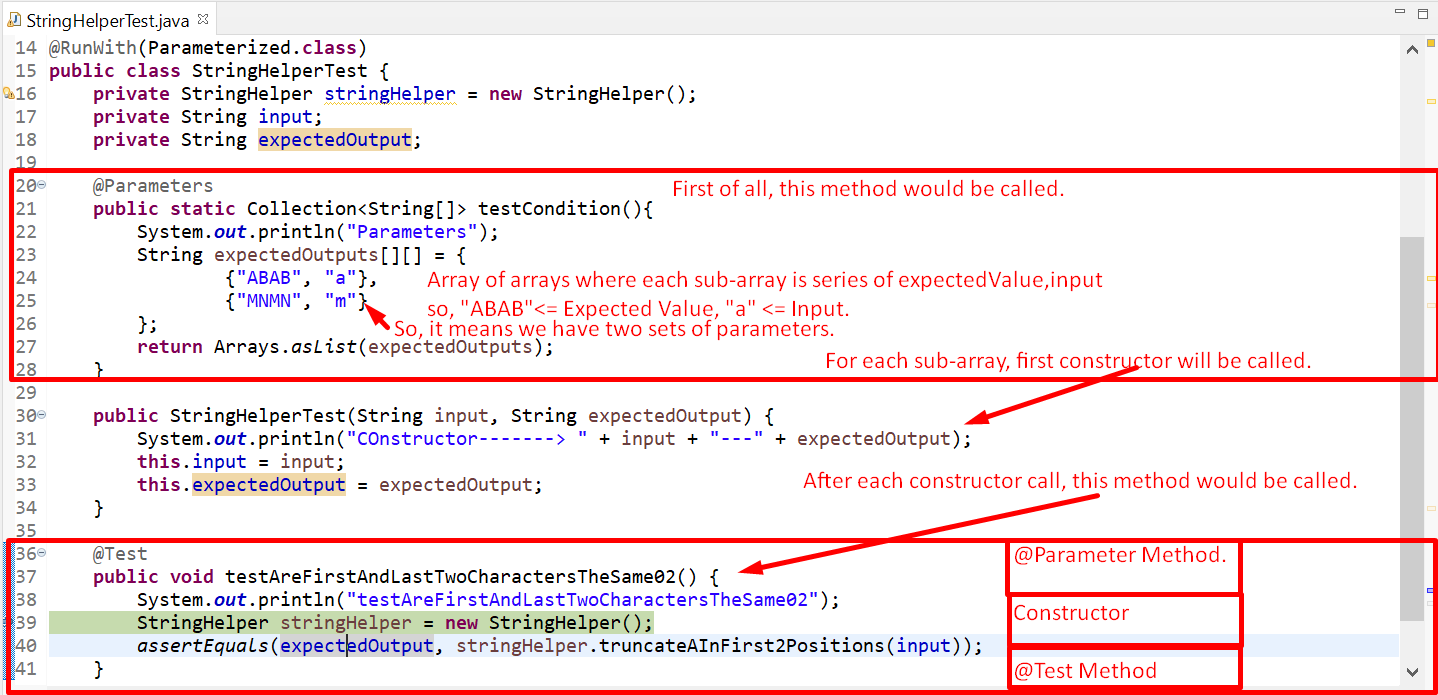 StringHelperTest.java
14 @RunWith(Parameterized.class)
15 public class StringHelperTest {
16 private StringHelper stringHelper = new StringHelper();
17 private String input;
18 private String expectedOutput;
19
20 @Parameters First of all, this method would be called.
21 public static Collection<String[]> testCondition(){
22 System.out.println("Parameters");
23 String expectedOutputs[][] = {
24 {"ABAB", "a"}, Array of arrays where each sub-array is series of expectedValue,input
25 {"MNMN", "m"} so, "ABAB"<= Expected Value, "a" <= Input.
26 }; So, it means we have two sets of parameters.
27 return Arrays.asList(expectedOutputs);
28 } For each sub-array, first constructor will be called.
29
30 public StringHelperTest(String input, String expectedOutput) {
31 System.out.println("COnstructor-------> " + input + "---" + expectedOutput);
32 this.input = input;
33 this.expectedOutput = expectedOutput; After each constructor call, this method would be called.
34 }
35
36 @Test @Parameter Method.
37 public void testAreFirstAndLastTwoCharactersTheSame02() {
38 System.out.println("testAreFirstAndLastTwoCharactersTheSame02");
39 StringHelper stringHelper = new StringHelper(); Constructor
40 assertEquals(expectedOutput, stringHelper.truncateAInFirst2Positions(input));
41 } @Test Method